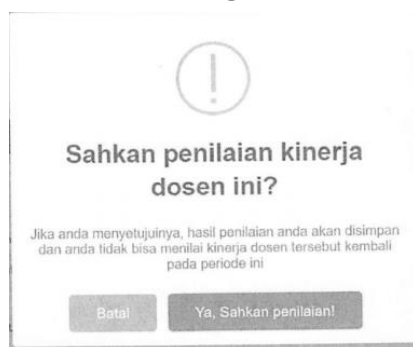 Sahkan penilaian kinerja
dosen ini?
Jika anda menyetujuinya, hasil penilaian anda akan disimpan
dan anda tidak bisa menilai kinerja dosen tersebut kembali
pada periode ini
Batal
Ya, Sahkan penilaian!